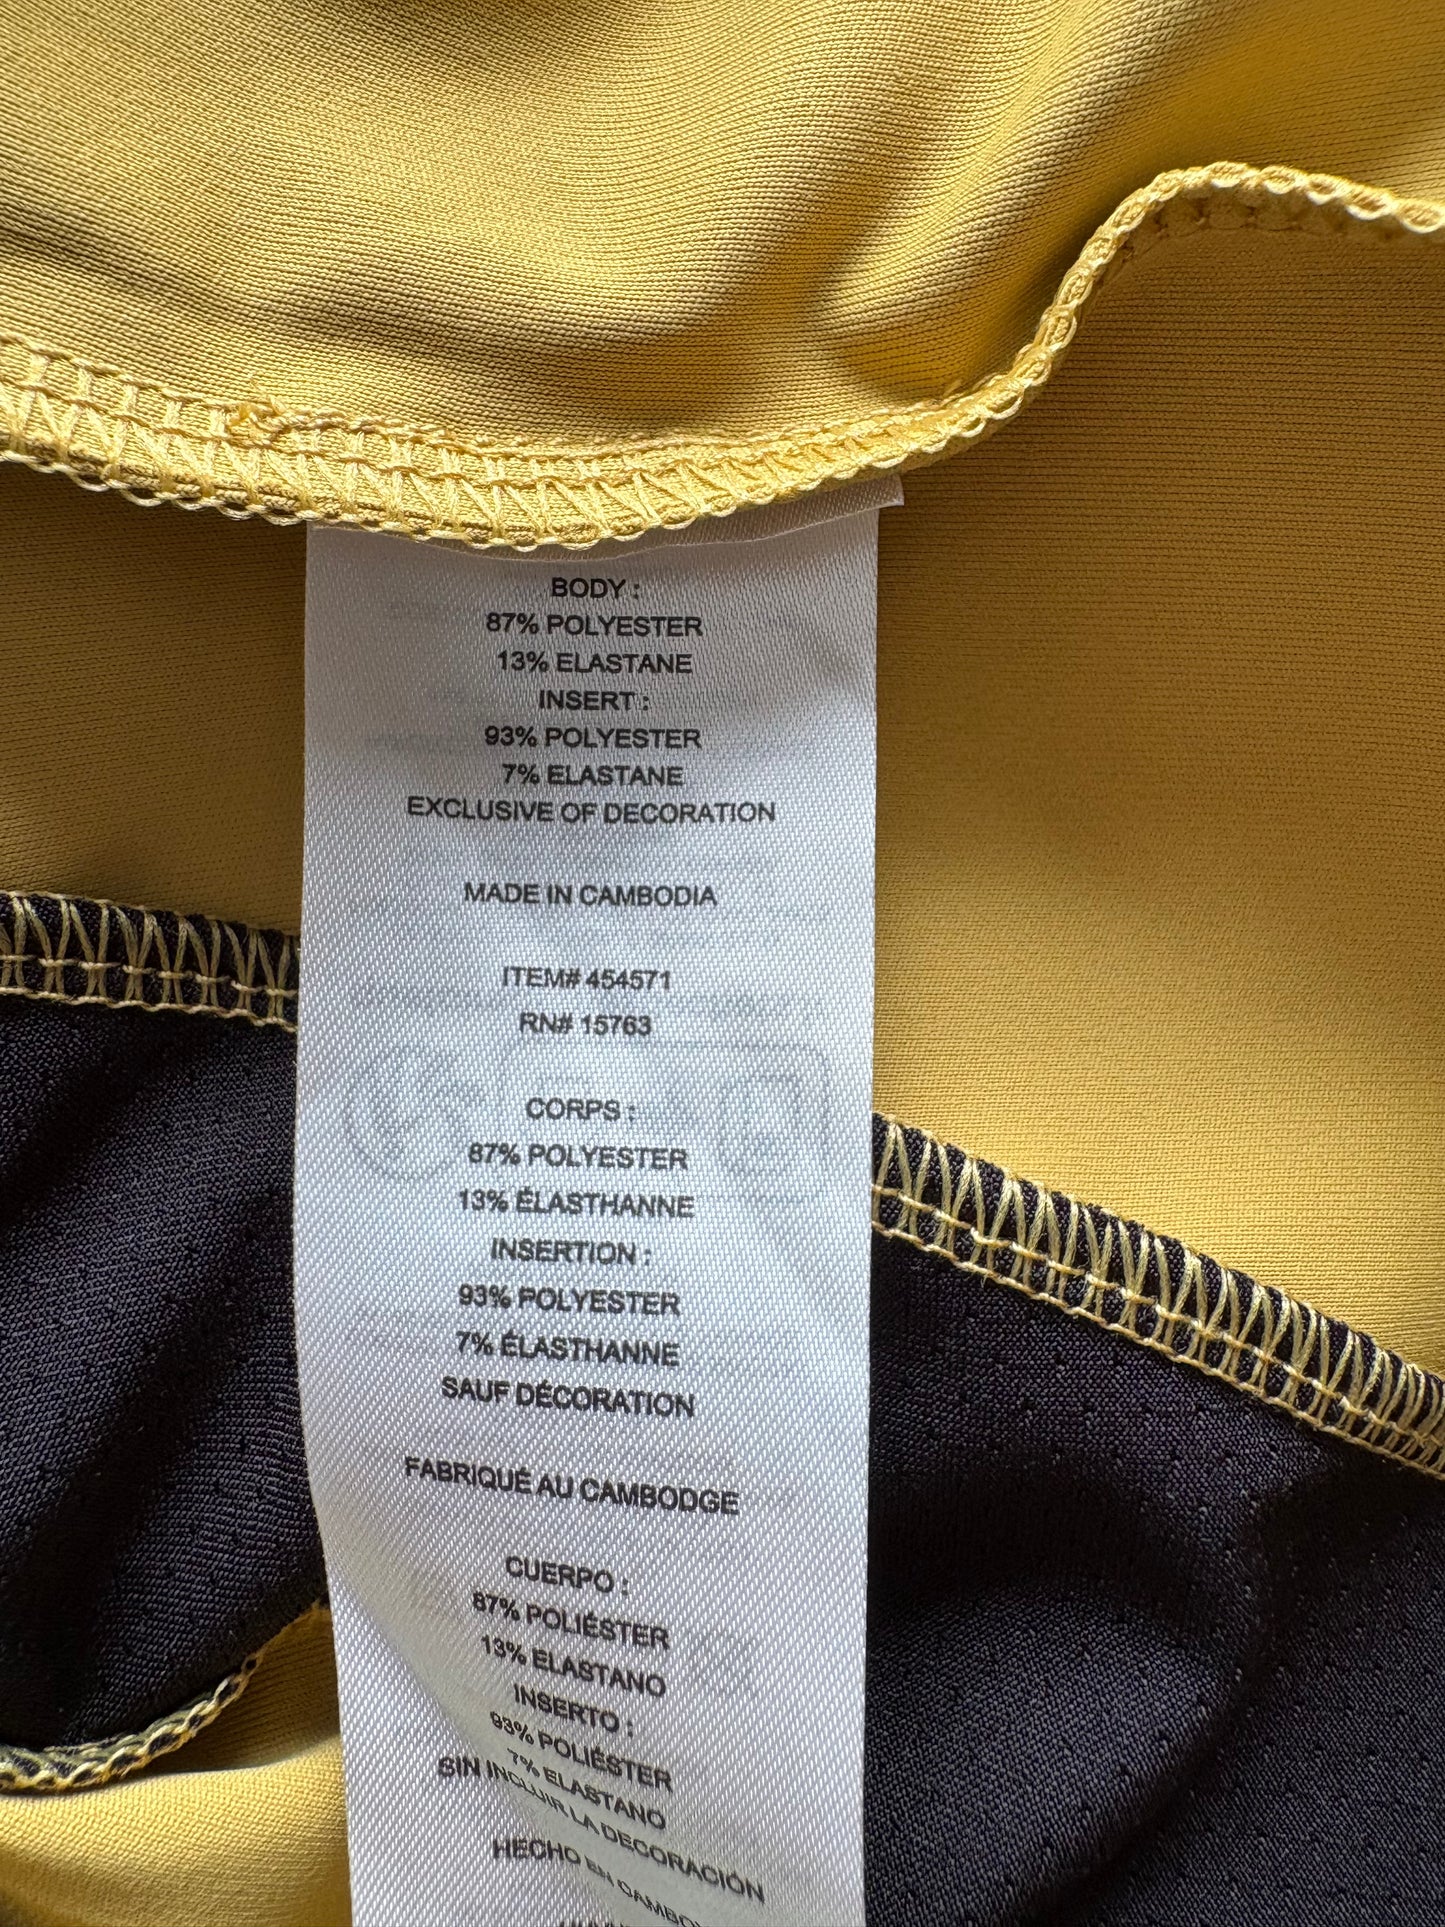 BODY :
87% POLYESTER
13% ELASTANE
INSERT :
93% POLYESTER
7% ELASTANE
EXCLUSIVE OF DECORATION
MADE IN CAMBODIA
ITEM# 454571
RN# 15763
CORPS :
87% POLYESTER
13% ÉLASTHANNE
INSERTION :
93% POLYESTER
7% ÉLASTHANNE
SAUF DÉCORATION
FABRIQUÉ AU CAMBODGE
CUERPO :
87% POLIÉSTER
13% ELASTANO
INSERTO :
93% POLIÉSTER
7% ELASTANO
SIN INCLUIR LA DECORACIÓN
HECHO EN